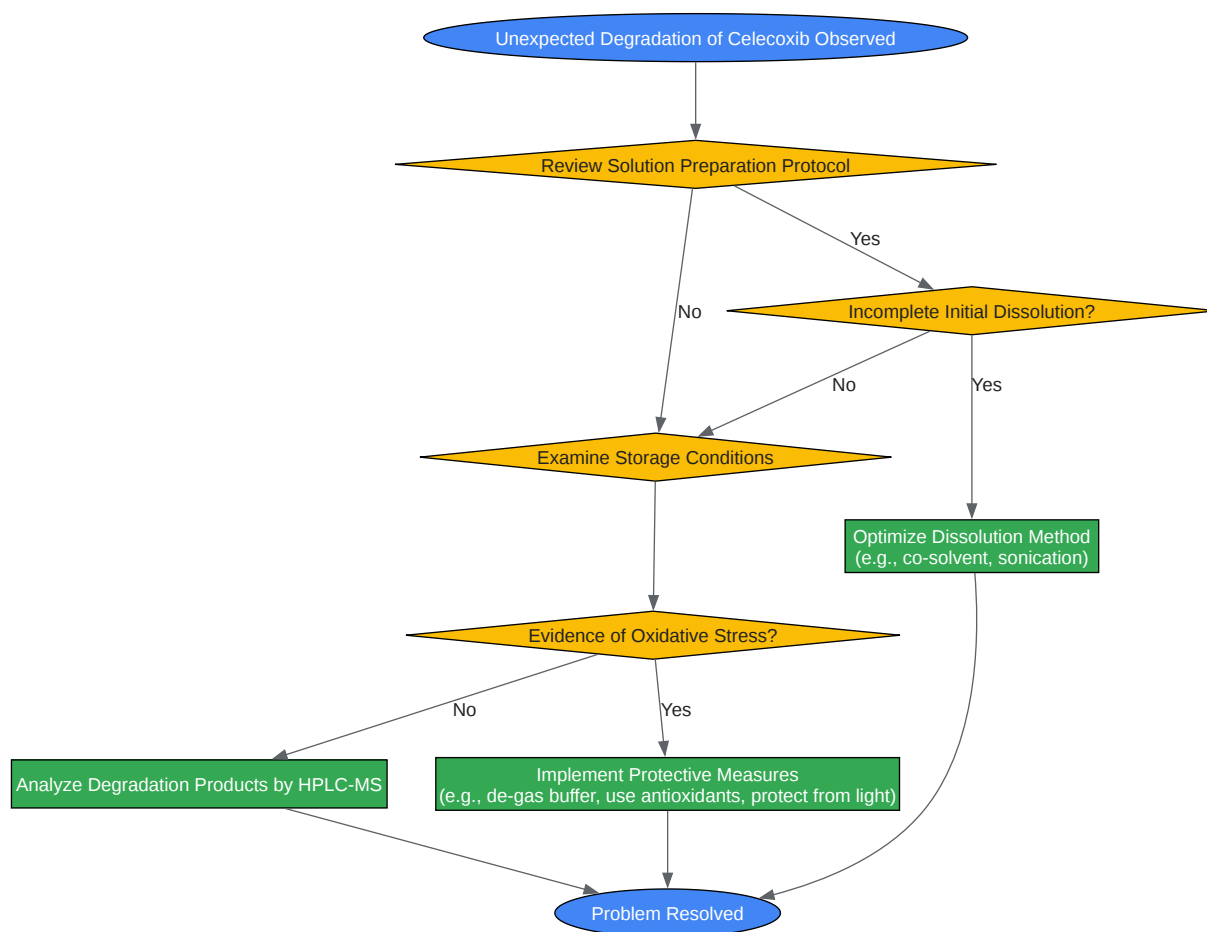 Unexpected Degradation of Celecoxib Observed
Review Solution Preparation Protocol
Yes
Incomplete Initial Dissolution?
No
No
Yes
Examine Storage Conditions
Optimize Dissolution Method
(e.g., co-solvent, sonication)
Evidence of Oxidative Stress?
No
Yes
Analyze Degradation Products by HPLC-MS
Implement Protective Measures
(e.g., de-gas buffer, use antioxidants, protect from light)
Problem Resolved